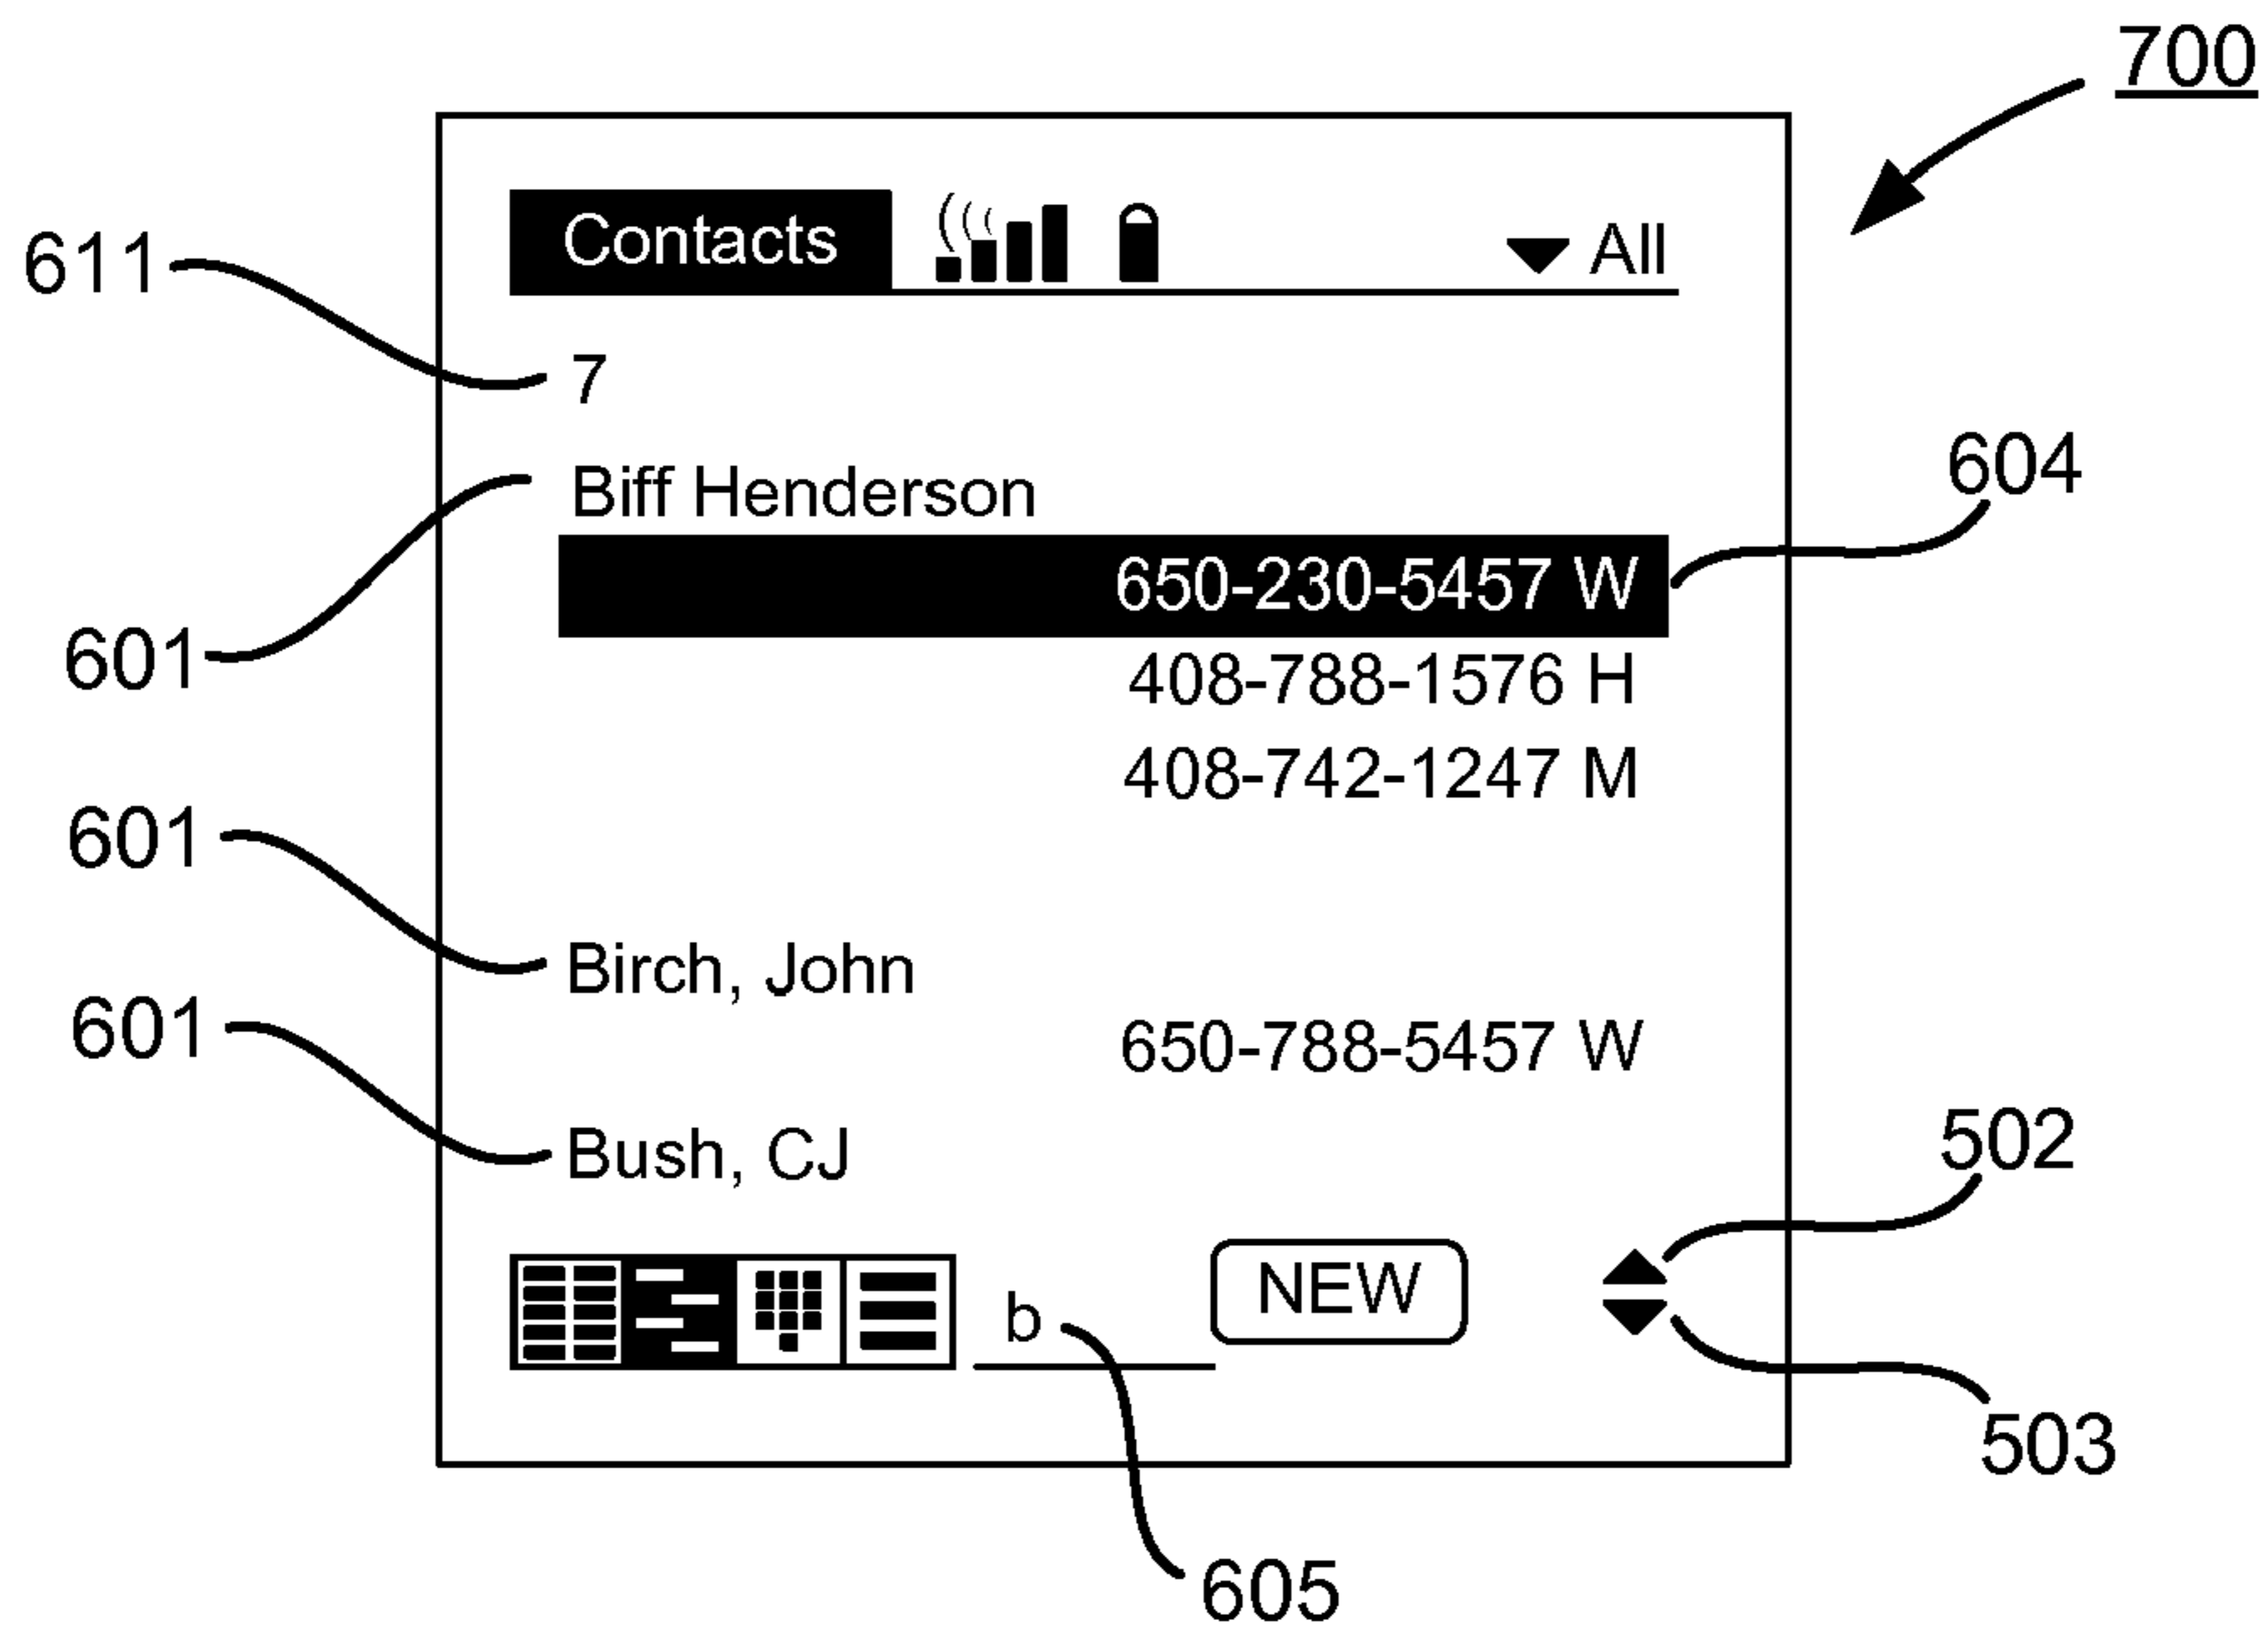 700
Contacts
All
611
7
604
Biff Henderson
650-230-5457 W
601
408-788-1576 H
408-742-1247 M
601
Birch, John
601
650-788-5457 W
502
Bush, CJ
b
NEW
503
605